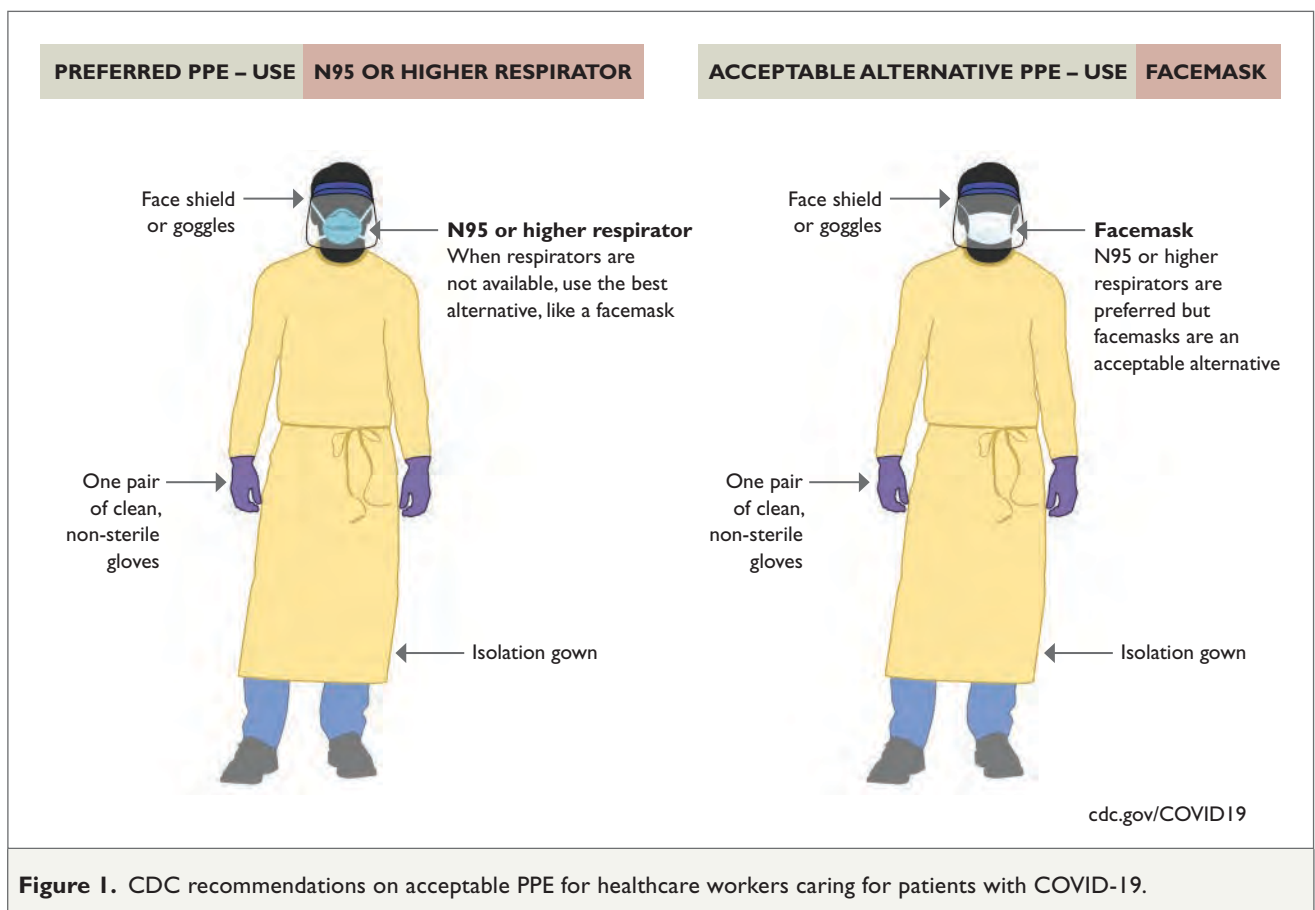 PREFERRED PPE – USE N95 OR HIGHER RESPIRATOR
Face shield
or goggles
N95 or higher respirator
When respirators are
not available, use the best
alternative, like a facemask
One pair
of clean,
non-sterile
gloves
Isolation gown
ACCEPTABLE ALTERNATIVE PPE – USE FACEMASK
Face shield
or goggles
Facemask
N95 or higher
respirators are
preferred but
facemasks are an
acceptable alternative
One pair
of clean,
non-sterile
gloves
Isolation gown
cdc.gov/COVID19
Figure 1. CDC recommendations on acceptable PPE for healthcare workers caring for patients with COVID-19.